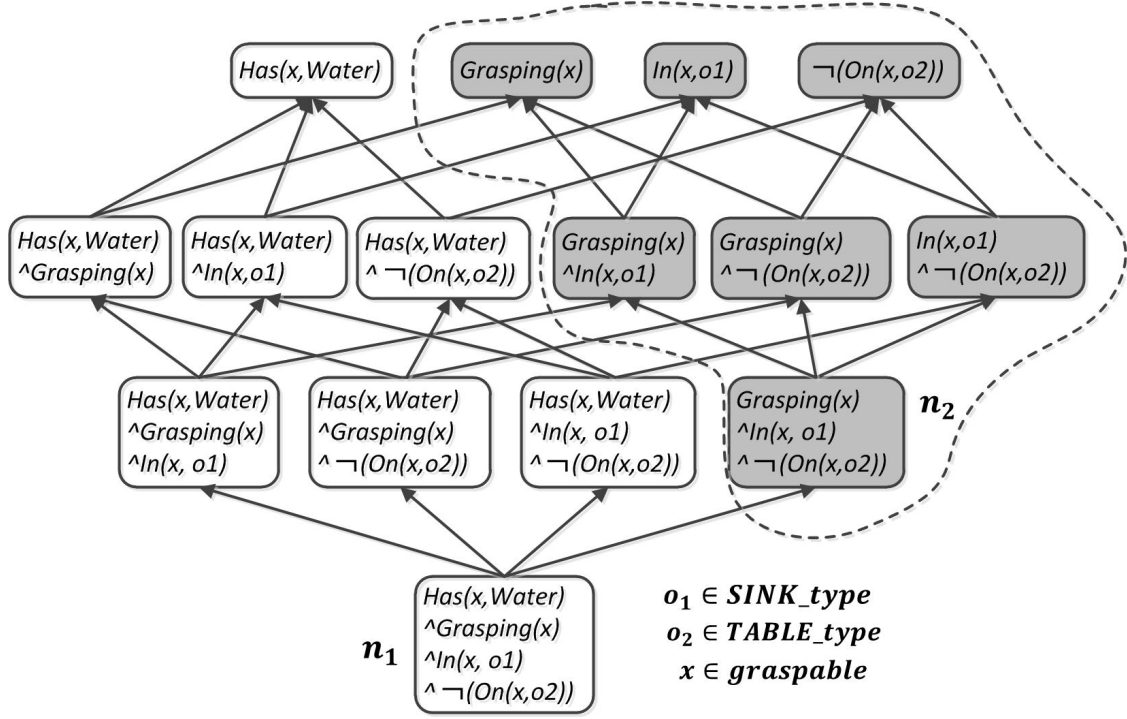 Has(x,Water)
Grasping(x)
In(x,o1)
¬(On(x,o2))
Has(x,Water)
^Grasping(x)
Has(x,Water)
^In(x,o1)
Has(x,Water)
^ ¬(On(x,o2))
Grasping(x)
^In(x,o1)
Grasping(x)
^ ¬(On(x,o2))
In(x,o1)
^ ¬(On(x,o2))
Has(x,Water)
^Grasping(x)
^In(x, o1)
Has(x,Water)
^Grasping(x)
^ ¬(On(x,o2))
Has(x,Water)
^In(x, o1)
^ ¬(On(x,o2))
Grasping(x)
^In(x, o1)
^ ¬(On(x,o2))
n₂
Has(x,Water)
^Grasping(x)
^In(x, o1)
^ ¬(On(x,o2))
n₁
o₁ ∈ SINK_type
o₂ ∈ TABLE_type
x ∈ graspable